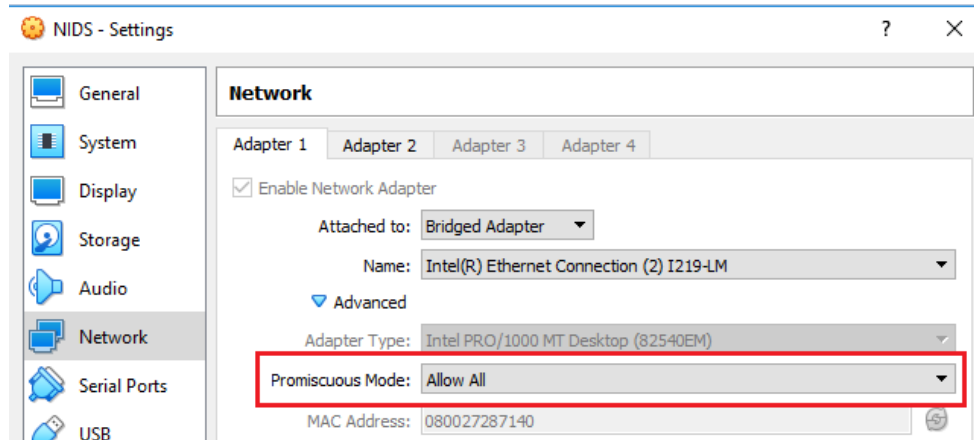 NIDS - Settings ? ×
General
System
Display
Storage
Audio
Network
Serial Ports
USB
Network
Adapter 1 Adapter 2 Adapter 3 Adapter 4
Enable Network Adapter
Attached to: Bridged Adapter
Name: Intel(R) Ethernet Connection (2) I219-LM
Advanced
Adapter Type: Intel PRO/1000 MT Desktop (82540EM)
Promiscuous Mode: Allow All
MAC Address: 080027287140